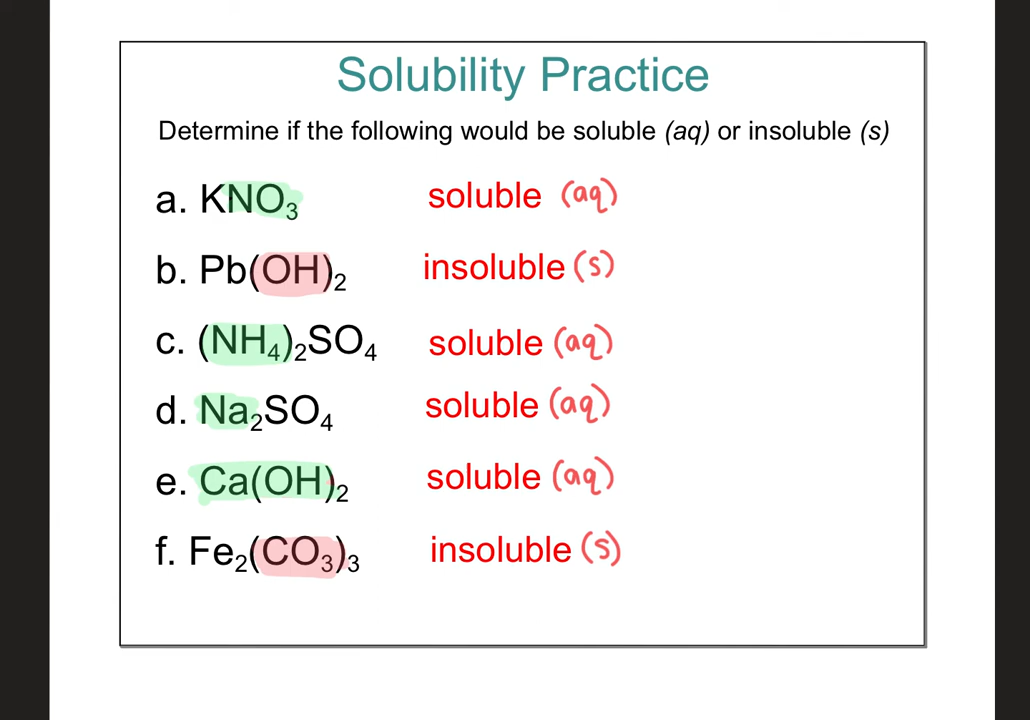 Solubility Practice
Determine if the following would be soluble (aq) or insoluble (s)
a. KNO₃ soluble (aq)
b. Pb(OH)₂ insoluble (s)
c. (NH₄)₂SO₄ soluble (aq)
d. Na₂SO₄ soluble (aq)
e. Ca(OH)₂ soluble (aq)
f. Fe₂(CO₃)₃ insoluble (s)